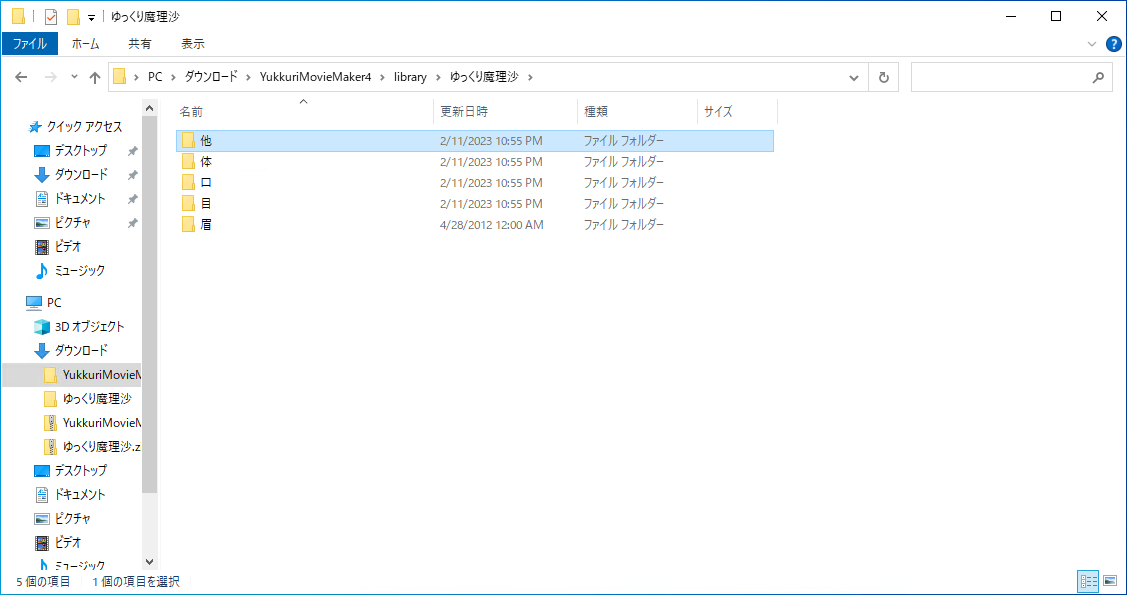 ゆっくり魔理沙
ファイル ホーム 共有 表示
PC ダウンロード YukkuriMovieMaker4 library ゆっくり魔理沙
クイック アクセス
デスクトップ
ダウンロード
ドキュメント
ピクチャ
ビデオ
ミュージック
PC
3D オブジェクト
ダウンロード
YukkuriMovieM
ゆっくり魔理沙
YukkuriMovieM
ゆっくり魔理沙.z
デスクトップ
ドキュメント
ピクチャ
ビデオ
ミュージック
名前 更新日時 種類 サイズ
他 2/11/2023 10:55 PM ファイル フォルダー
体 2/11/2023 10:55 PM ファイル フォルダー
口 2/11/2023 10:55 PM ファイル フォルダー
目 2/11/2023 10:55 PM ファイル フォルダー
眉 4/28/2012 12:00 AM ファイル フォルダー
5 個の項目 1 個の項目を選択